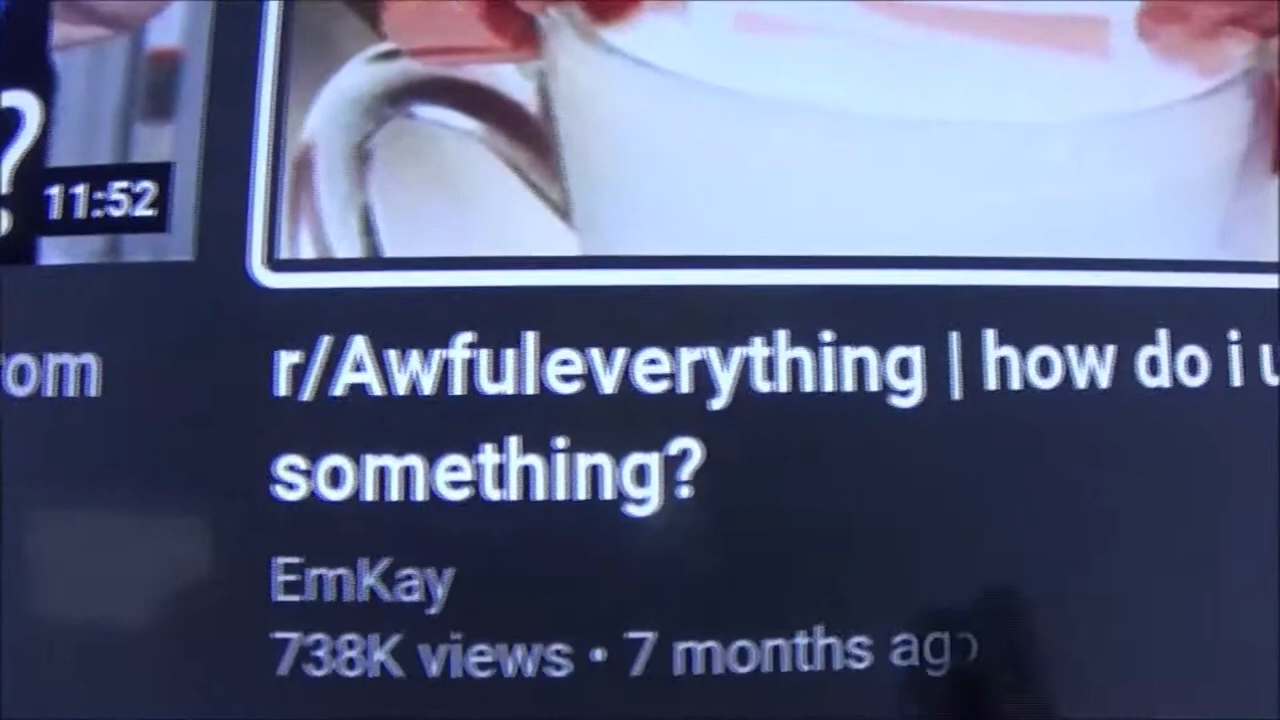 ?
11:52
om
r/Awfuleverything | how do i
something?
EmKay
738K views • 7 months ago